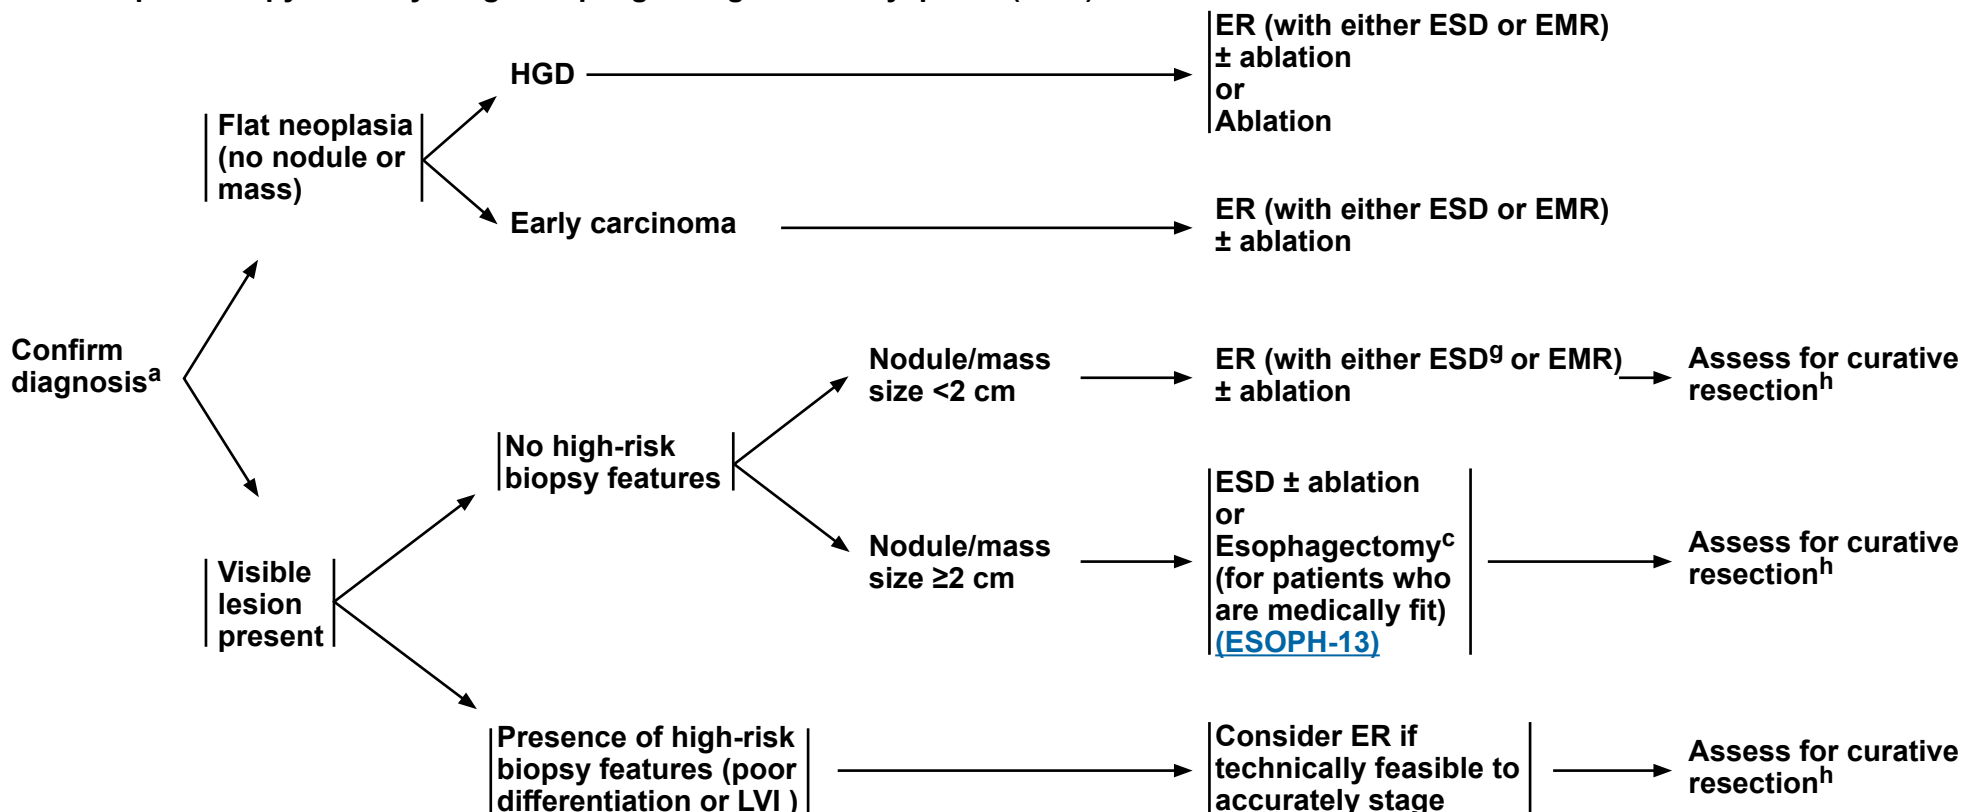 HGD
ER (with either ESD or EMR)
± ablation
or
Ablation
Flat neoplasia
(no nodule or
mass)
Early carcinoma
ER (with either ESD or EMR)
± ablation
Confirm
diagnosisᵃ
Nodule/mass
size <2 cm
ER (with either ESDᵍ or EMR)
± ablation
Assess for curative
resectionʰ
No high-risk
biopsy features
Nodule/mass
size ≥2 cm
ESD ± ablation
or
Esophagectomyᶜ
(for patients who
are medically fit)
(ESOPH-13)
Assess for curative
resectionʰ
Visible
lesion
present
Presence of high-risk
biopsy features (poor
differentiation or LVI )
Consider ER if
technically feasible to
accurately stage
Assess for curative
resectionʰ